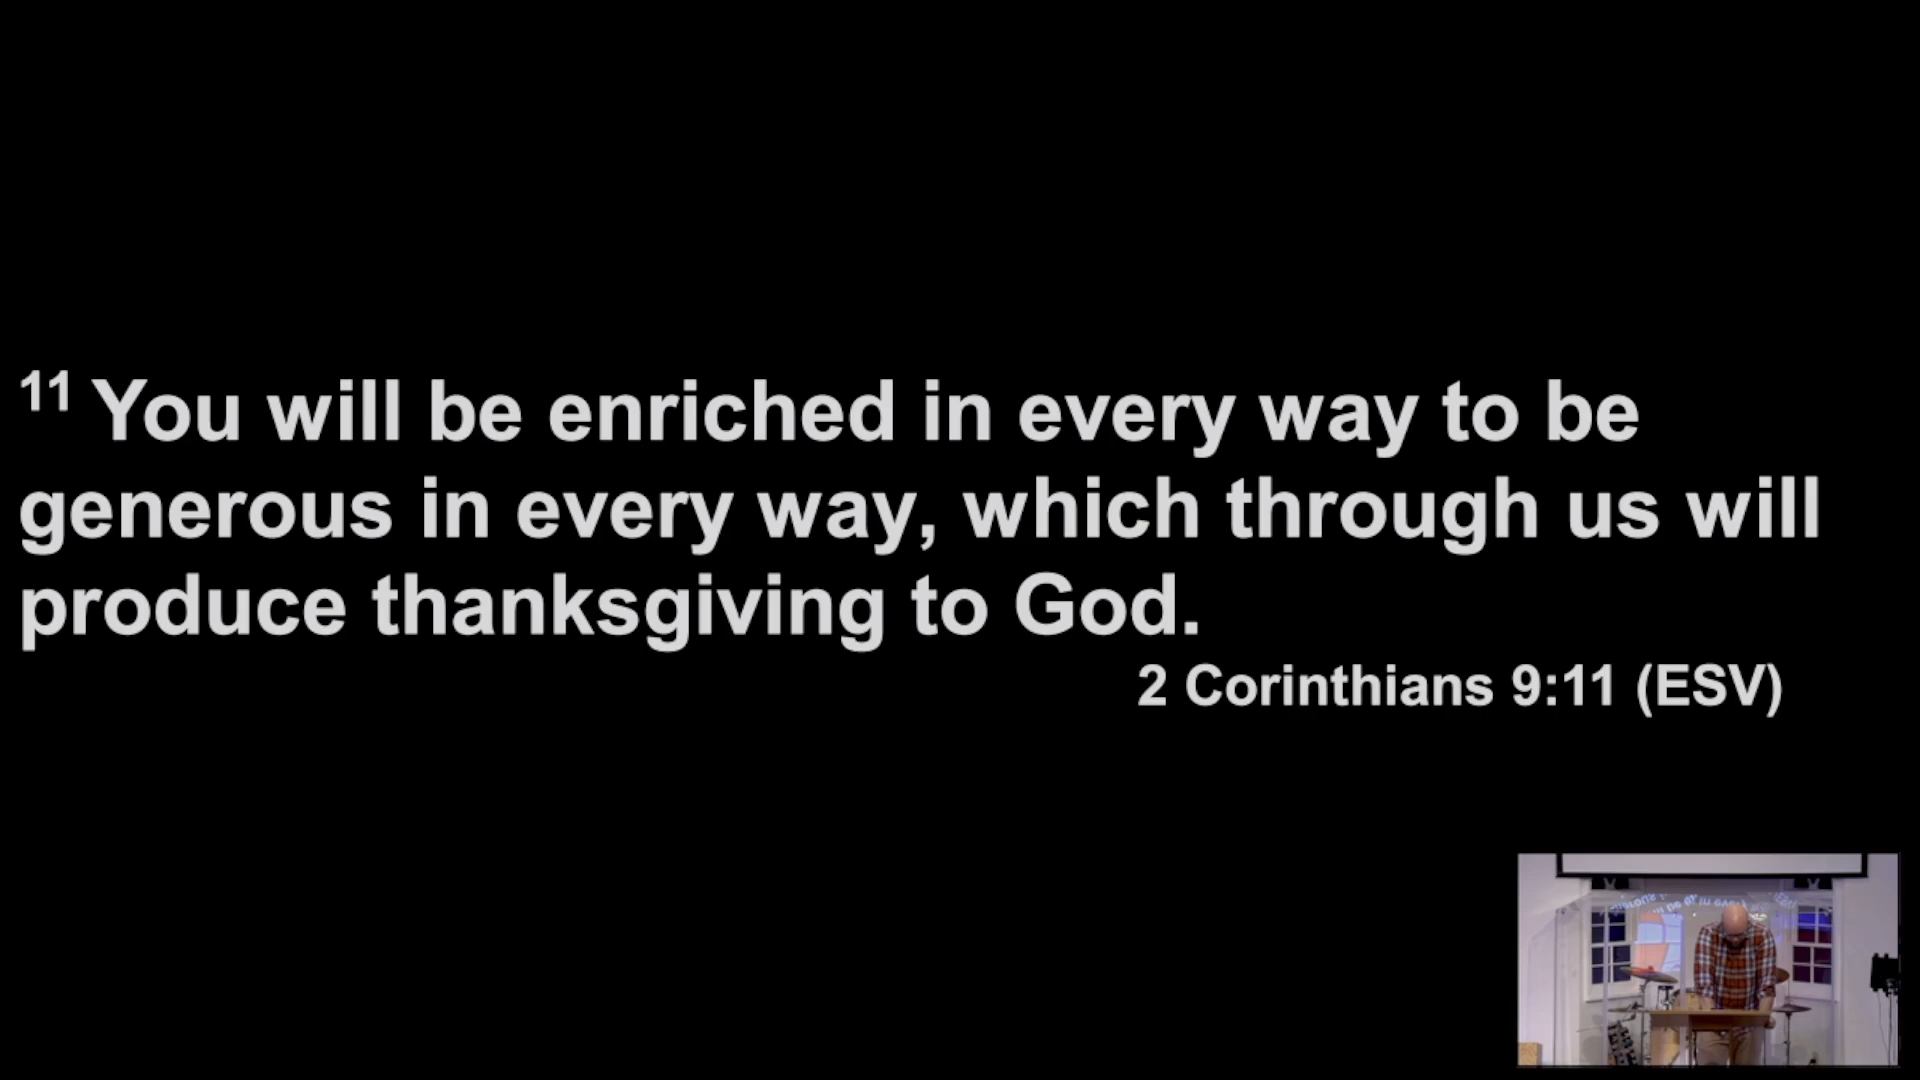 11 You will be enriched in every way to be
generous in every way, which through us will
produce thanksgiving to God.
2 Corinthians 9:11 (ESV)